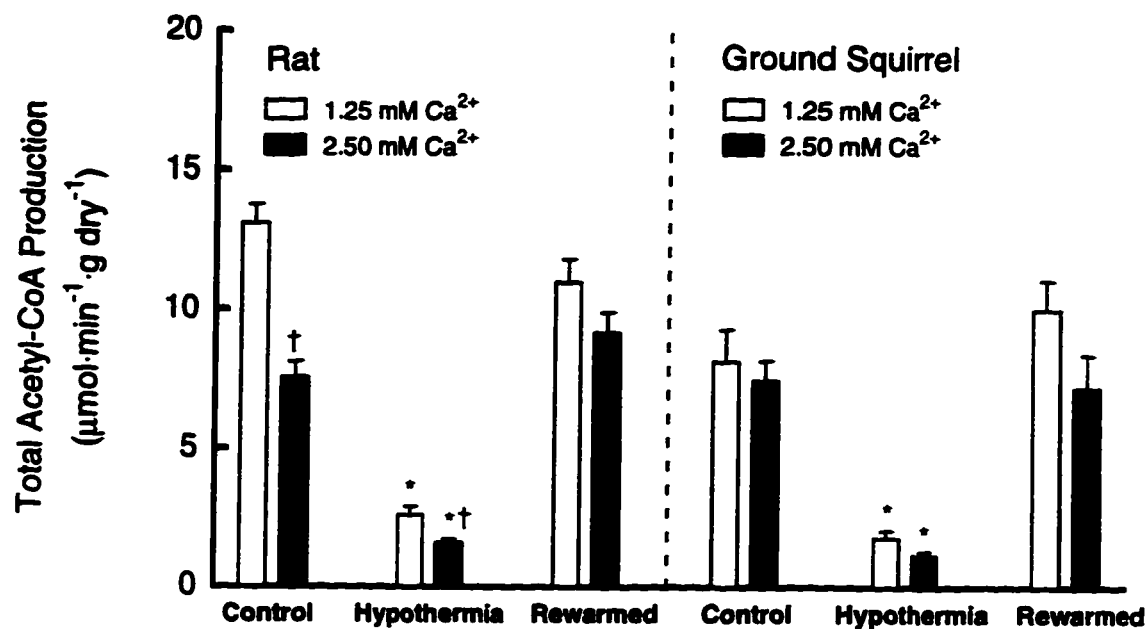 Total Acetyl-CoA Production
(μmol·min⁻¹·g dry⁻¹)
20
15
10
5
0
Rat
1.25 mM Ca²⁺
2.50 mM Ca²⁺
Ground Squirrel
1.25 mM Ca²⁺
2.50 mM Ca²⁺
†
*
*†
*
*
Control Hypothermia Rewarmed Control Hypothermia Rewarmed